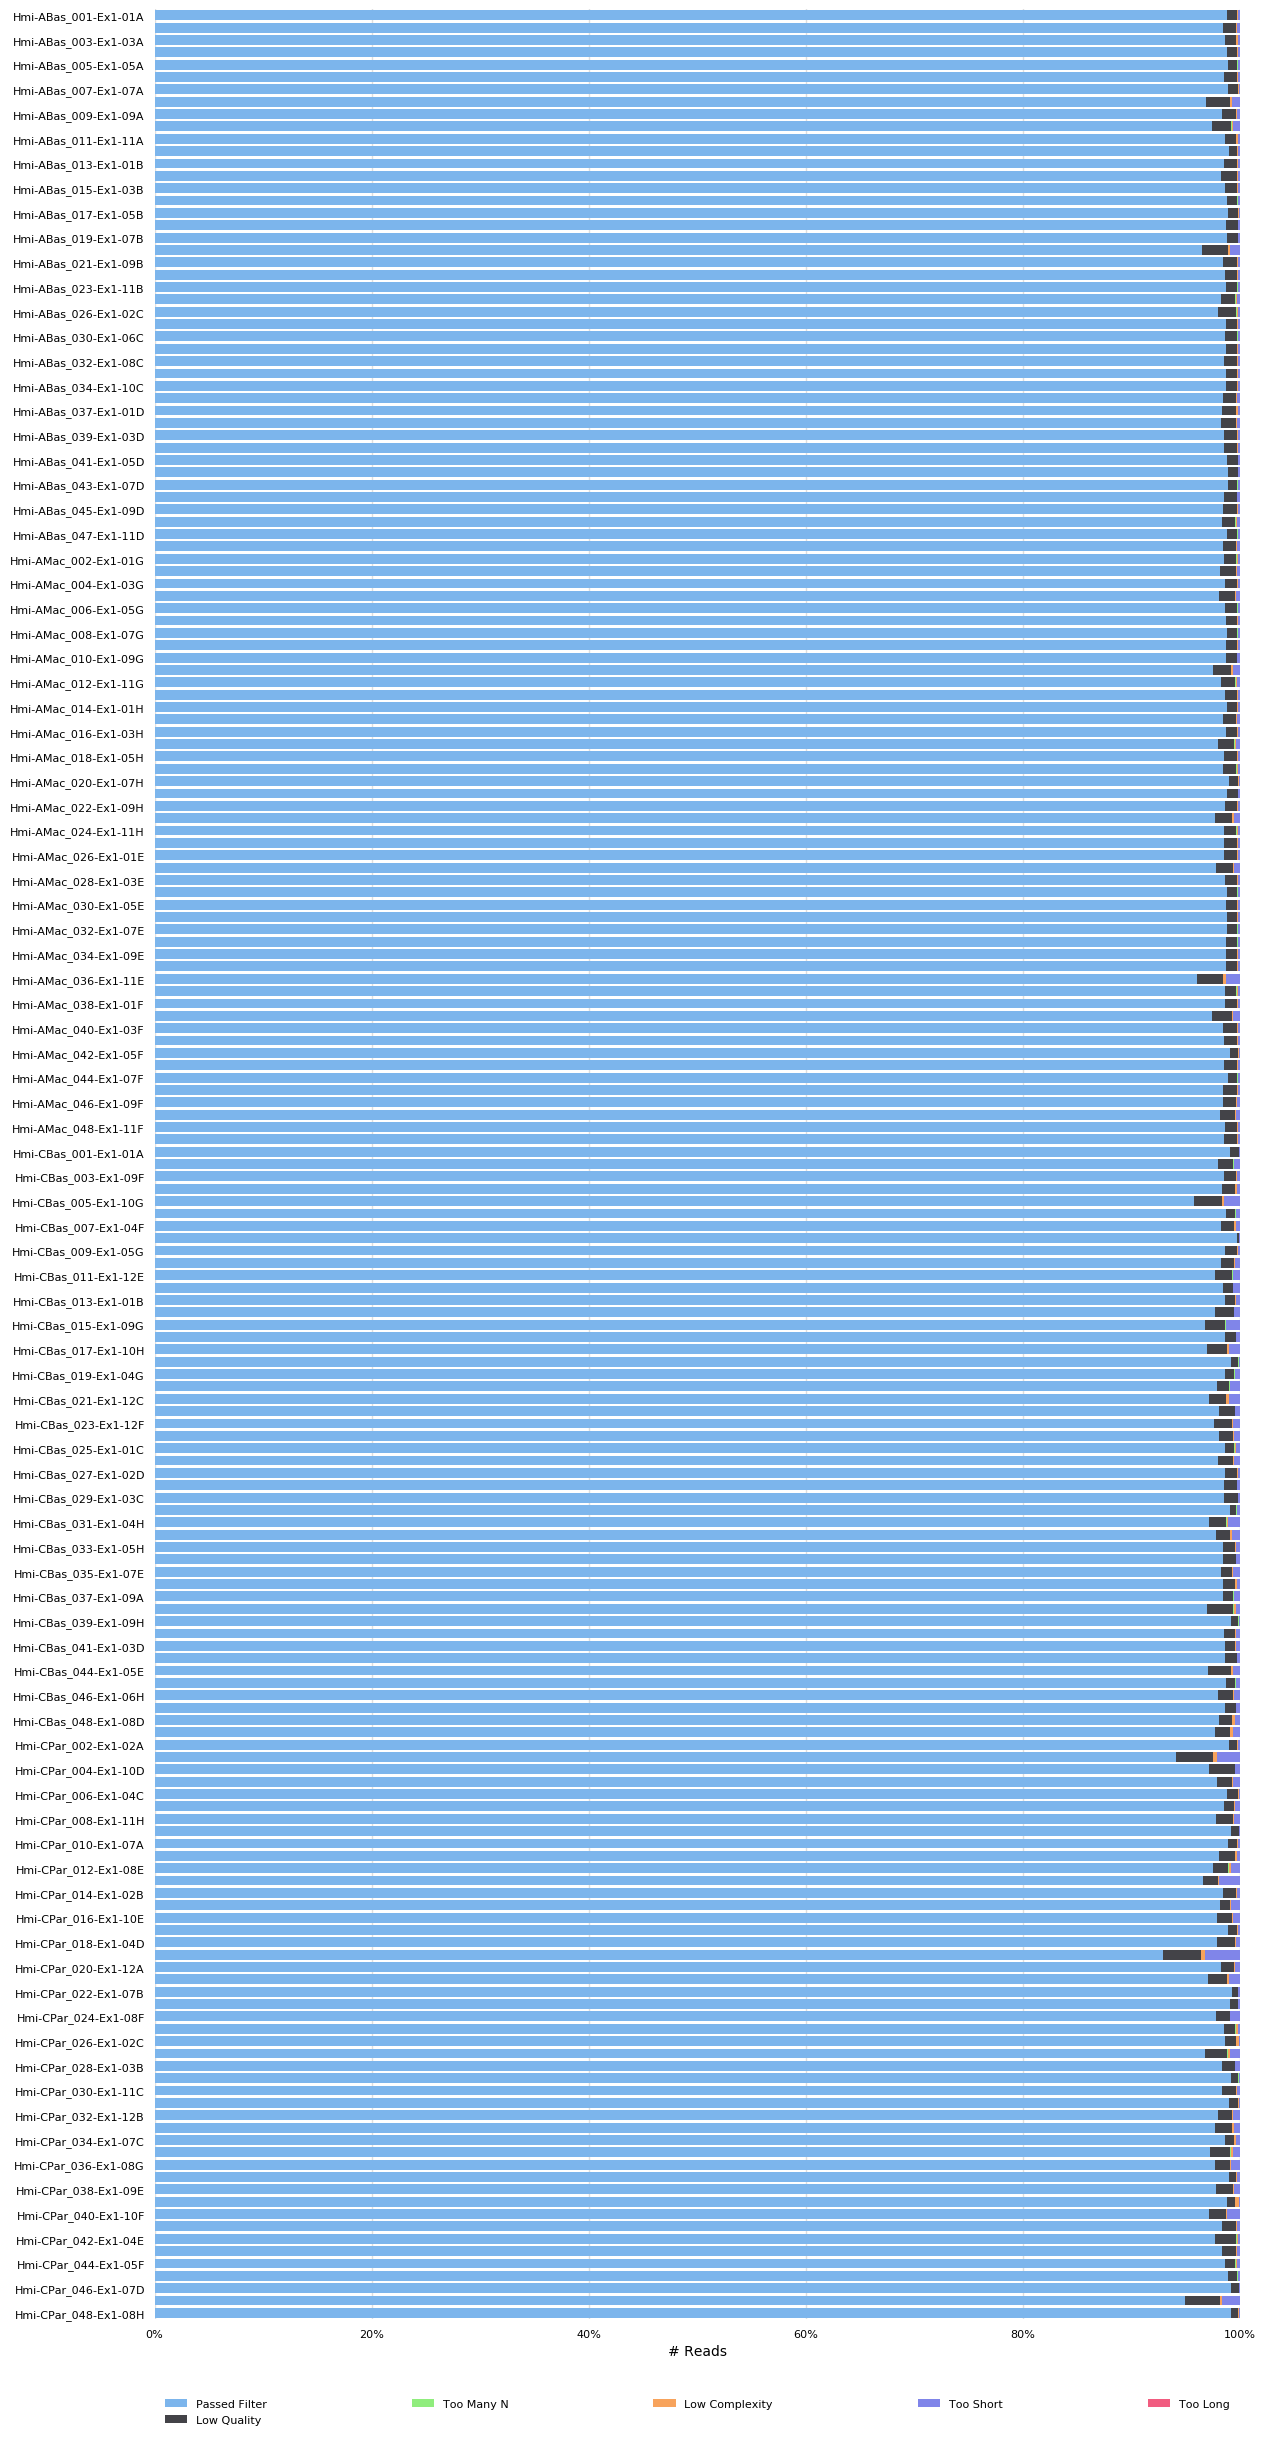 Hmi-ABas_001-Ex1-01A
Hmi-ABas_003-Ex1-03A
Hmi-ABas_005-Ex1-05A
Hmi-ABas_007-Ex1-07A
Hmi-ABas_009-Ex1-09A
Hmi-ABas_011-Ex1-11A
Hmi-ABas_013-Ex1-01B
Hmi-ABas_015-Ex1-03B
Hmi-ABas_017-Ex1-05B
Hmi-ABas_019-Ex1-07B
Hmi-ABas_021-Ex1-09B
Hmi-ABas_023-Ex1-11B
Hmi-ABas_026-Ex1-02C
Hmi-ABas_030-Ex1-06C
Hmi-ABas_032-Ex1-08C
Hmi-ABas_034-Ex1-10C
Hmi-ABas_037-Ex1-01D
Hmi-ABas_039-Ex1-03D
Hmi-ABas_041-Ex1-05D
Hmi-ABas_043-Ex1-07D
Hmi-ABas_045-Ex1-09D
Hmi-ABas_047-Ex1-11D
Hmi-AMac_002-Ex1-01G
Hmi-AMac_004-Ex1-03G
Hmi-AMac_006-Ex1-05G
Hmi-AMac_008-Ex1-07G
Hmi-AMac_010-Ex1-09G
Hmi-AMac_012-Ex1-11G
Hmi-AMac_014-Ex1-01H
Hmi-AMac_016-Ex1-03H
Hmi-AMac_018-Ex1-05H
Hmi-AMac_020-Ex1-07H
Hmi-AMac_022-Ex1-09H
Hmi-AMac_024-Ex1-11H
Hmi-AMac_026-Ex1-01E
Hmi-AMac_028-Ex1-03E
Hmi-AMac_030-Ex1-05E
Hmi-AMac_032-Ex1-07E
Hmi-AMac_034-Ex1-09E
Hmi-AMac_036-Ex1-11E
Hmi-AMac_038-Ex1-01F
Hmi-AMac_040-Ex1-03F
Hmi-AMac_042-Ex1-05F
Hmi-AMac_044-Ex1-07F
Hmi-AMac_046-Ex1-09F
Hmi-AMac_048-Ex1-11F
Hmi-CBas_001-Ex1-01A
Hmi-CBas_003-Ex1-09F
Hmi-CBas_005-Ex1-10G
Hmi-CBas_007-Ex1-04F
Hmi-CBas_009-Ex1-05G
Hmi-CBas_011-Ex1-12E
Hmi-CBas_013-Ex1-01B
Hmi-CBas_015-Ex1-09G
Hmi-CBas_017-Ex1-10H
Hmi-CBas_019-Ex1-04G
Hmi-CBas_021-Ex1-12C
Hmi-CBas_023-Ex1-12F
Hmi-CBas_025-Ex1-01C
Hmi-CBas_027-Ex1-02D
Hmi-CBas_029-Ex1-03C
Hmi-CBas_031-Ex1-04H
Hmi-CBas_033-Ex1-05H
Hmi-CBas_035-Ex1-07E
Hmi-CBas_037-Ex1-09A
Hmi-CBas_039-Ex1-09H
Hmi-CBas_041-Ex1-03D
Hmi-CBas_044-Ex1-05E
Hmi-CBas_046-Ex1-06H
Hmi-CBas_048-Ex1-08D
Hmi-CPar_002-Ex1-02A
Hmi-CPar_004-Ex1-10D
Hmi-CPar_006-Ex1-04C
Hmi-CPar_008-Ex1-11H
Hmi-CPar_010-Ex1-07A
Hmi-CPar_012-Ex1-08E
Hmi-CPar_014-Ex1-02B
Hmi-CPar_016-Ex1-10E
Hmi-CPar_018-Ex1-04D
Hmi-CPar_020-Ex1-12A
Hmi-CPar_022-Ex1-07B
Hmi-CPar_024-Ex1-08F
Hmi-CPar_026-Ex1-02C
Hmi-CPar_028-Ex1-03B
Hmi-CPar_030-Ex1-11C
Hmi-CPar_032-Ex1-12B
Hmi-CPar_034-Ex1-07C
Hmi-CPar_036-Ex1-08G
Hmi-CPar_038-Ex1-09E
Hmi-CPar_040-Ex1-10F
Hmi-CPar_042-Ex1-04E
Hmi-CPar_044-Ex1-05F
Hmi-CPar_046-Ex1-07D
Hmi-CPar_048-Ex1-08H
0% 20% 40% 60% 80% 100%
# Reads
Passed Filter Too Many N Low Complexity Too Short Too Long
Low Quality